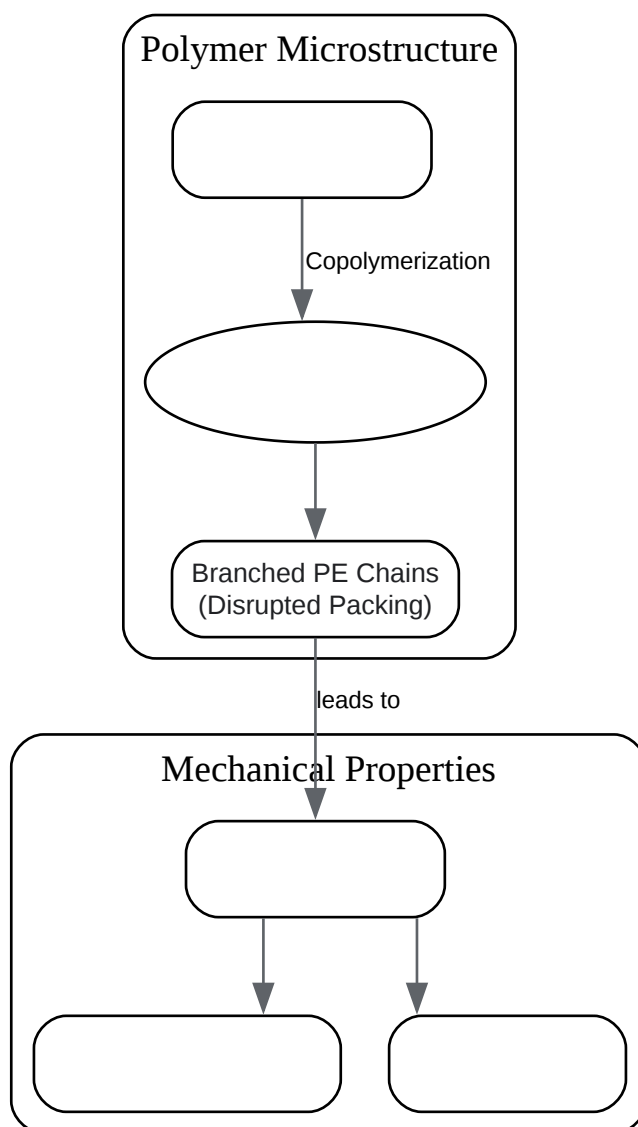 Polymer Microstructure
Copolymerization
Branched PE Chains
(Disrupted Packing)
leads to
Mechanical Properties